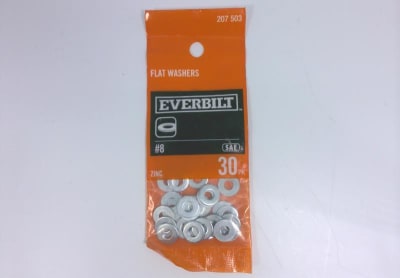 207 503
FLAT WASHERS
EVERBILT
#8
SAE
ZINC
30